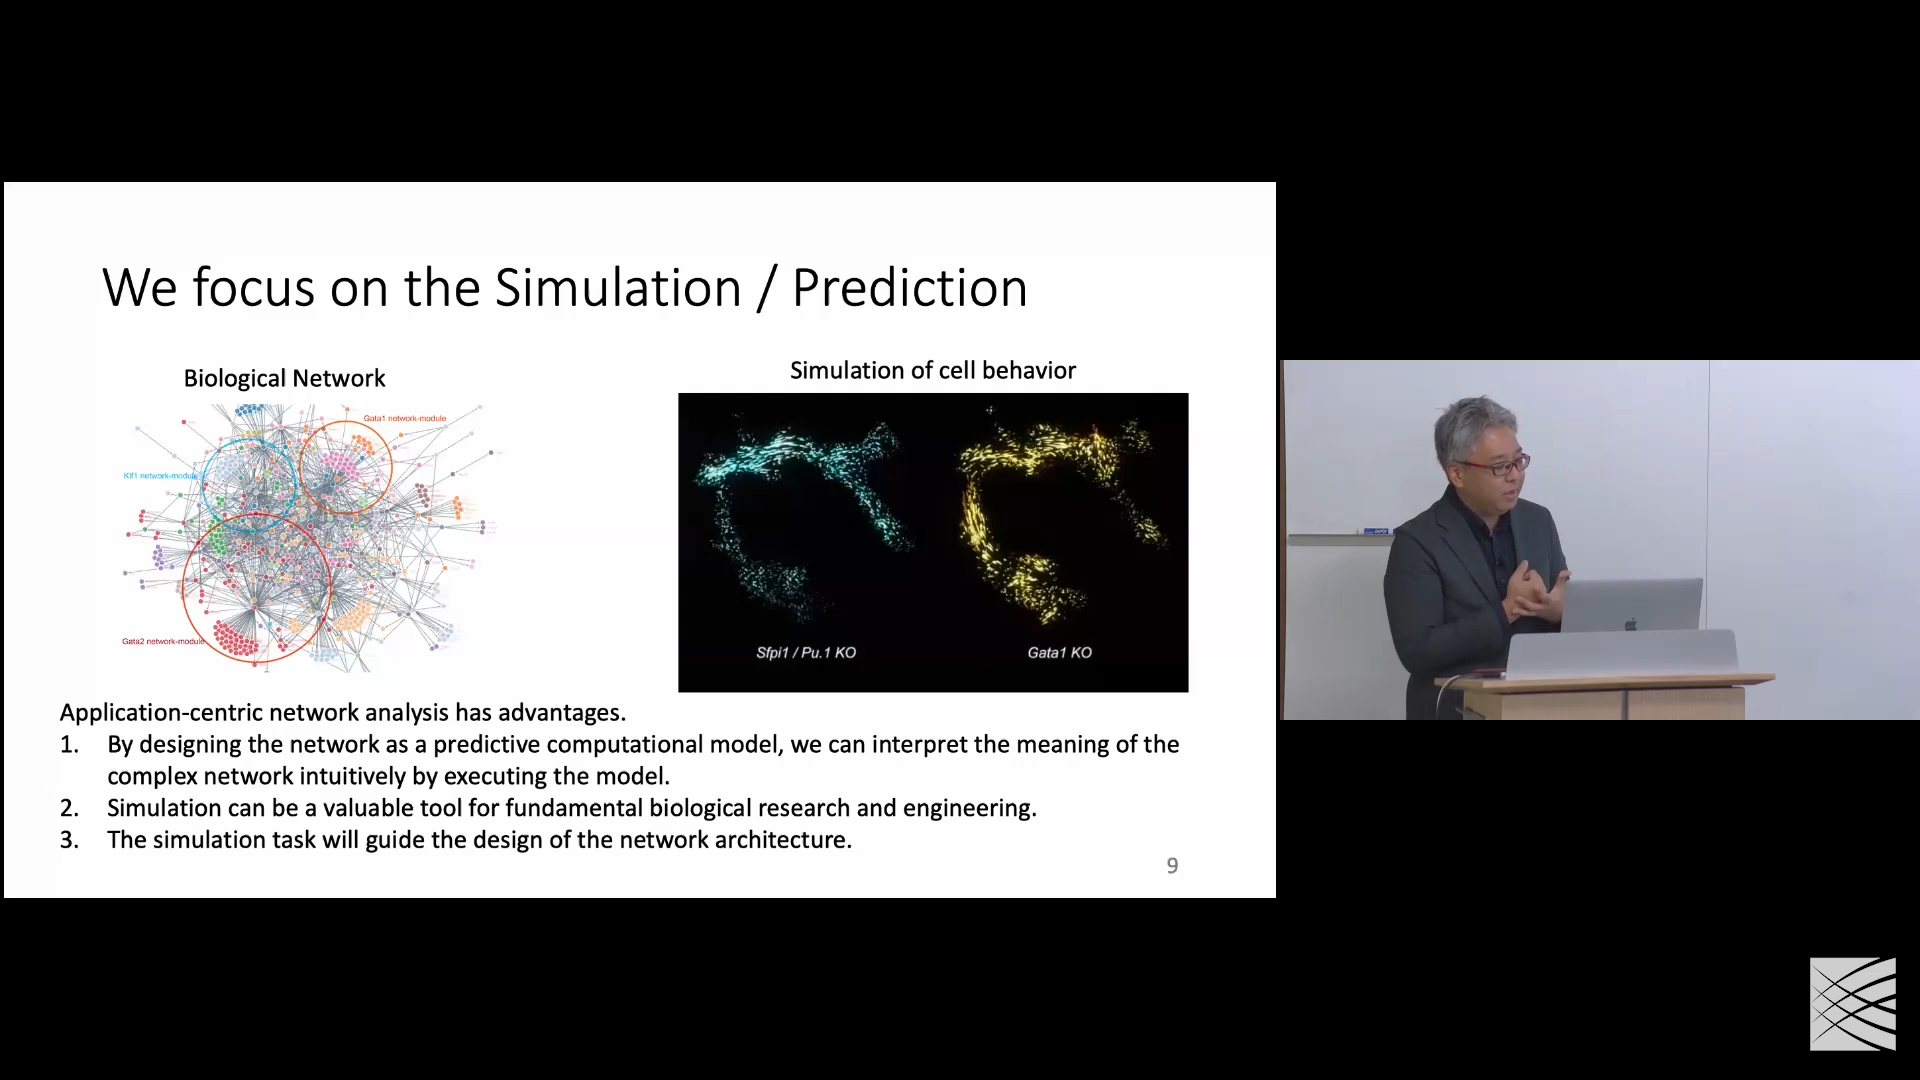 We focus on the Simulation / Prediction
Biological Network
Simulation of cell behavior
Gata1 network-module
Klf1 network-module
Gata2 network-module
Sfpi1 / Pu.1 KO
Gata1 KO
Application-centric network analysis has advantages.
1. By designing the network as a predictive computational model, we can interpret the meaning of the
complex network intuitively by executing the model.
2. Simulation can be a valuable tool for fundamental biological research and engineering.
3. The simulation task will guide the design of the network architecture.
9